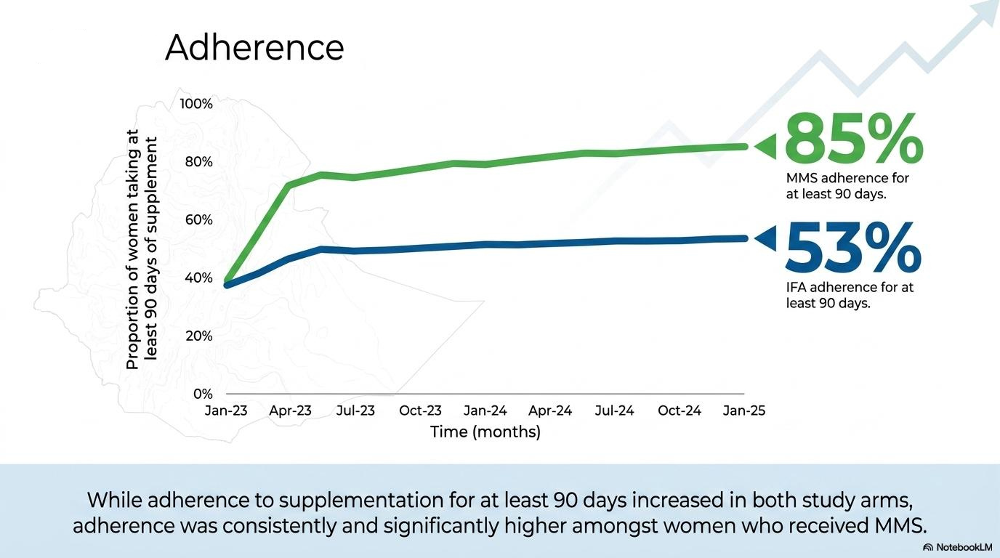 Adherence
Proportion of women taking at
least 90 days of supplement
100%
80%
60%
40%
20%
0%
Jan-23 Apr-23 Jul-23 Oct-23 Jan-24 Apr-24 Jul-24 Oct-24 Jan-25
Time (months)
85%
MMS adherence for
at least 90 days.
53%
IFA adherence for at
least 90 days.
While adherence to supplementation for at least 90 days increased in both study arms,
adherence was consistently and significantly higher amongst women who received MMS.
NotebookLM